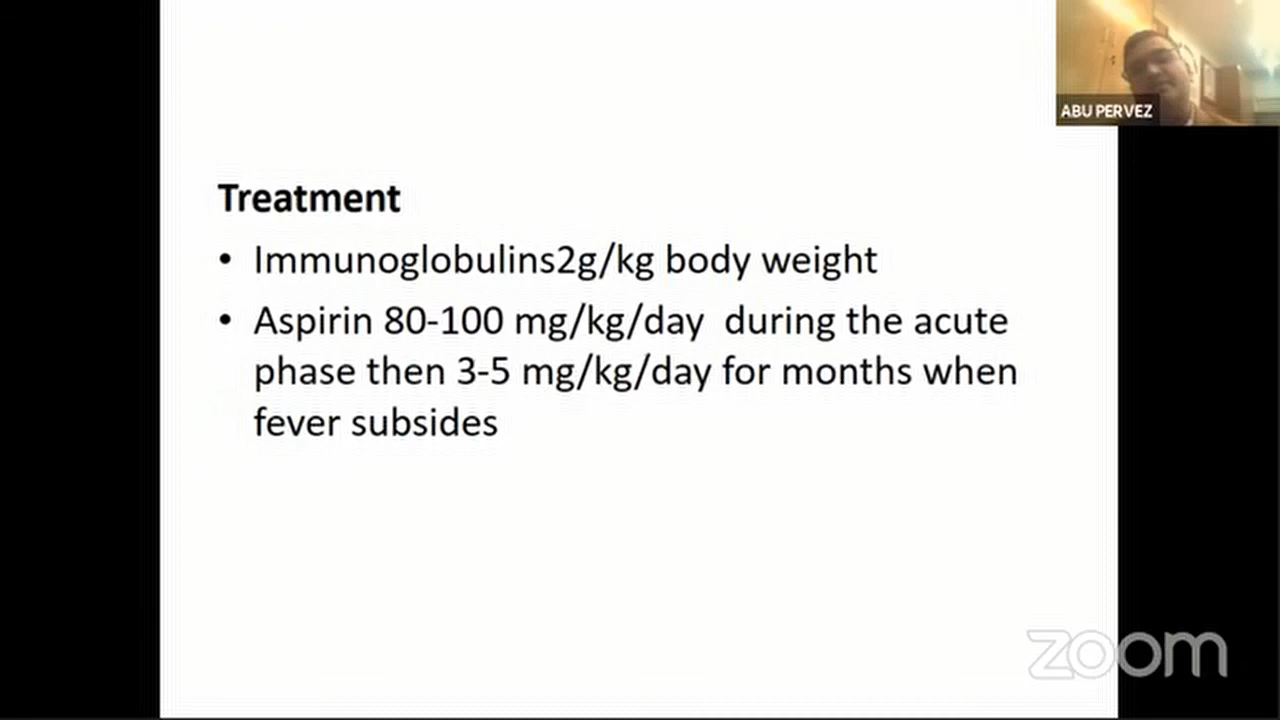 ABU PERVEZ
Treatment
• Immunoglobulins2g/kg body weight
• Aspirin 80-100 mg/kg/day  during the acute
phase then 3-5 mg/kg/day for months when
fever subsides
zoom